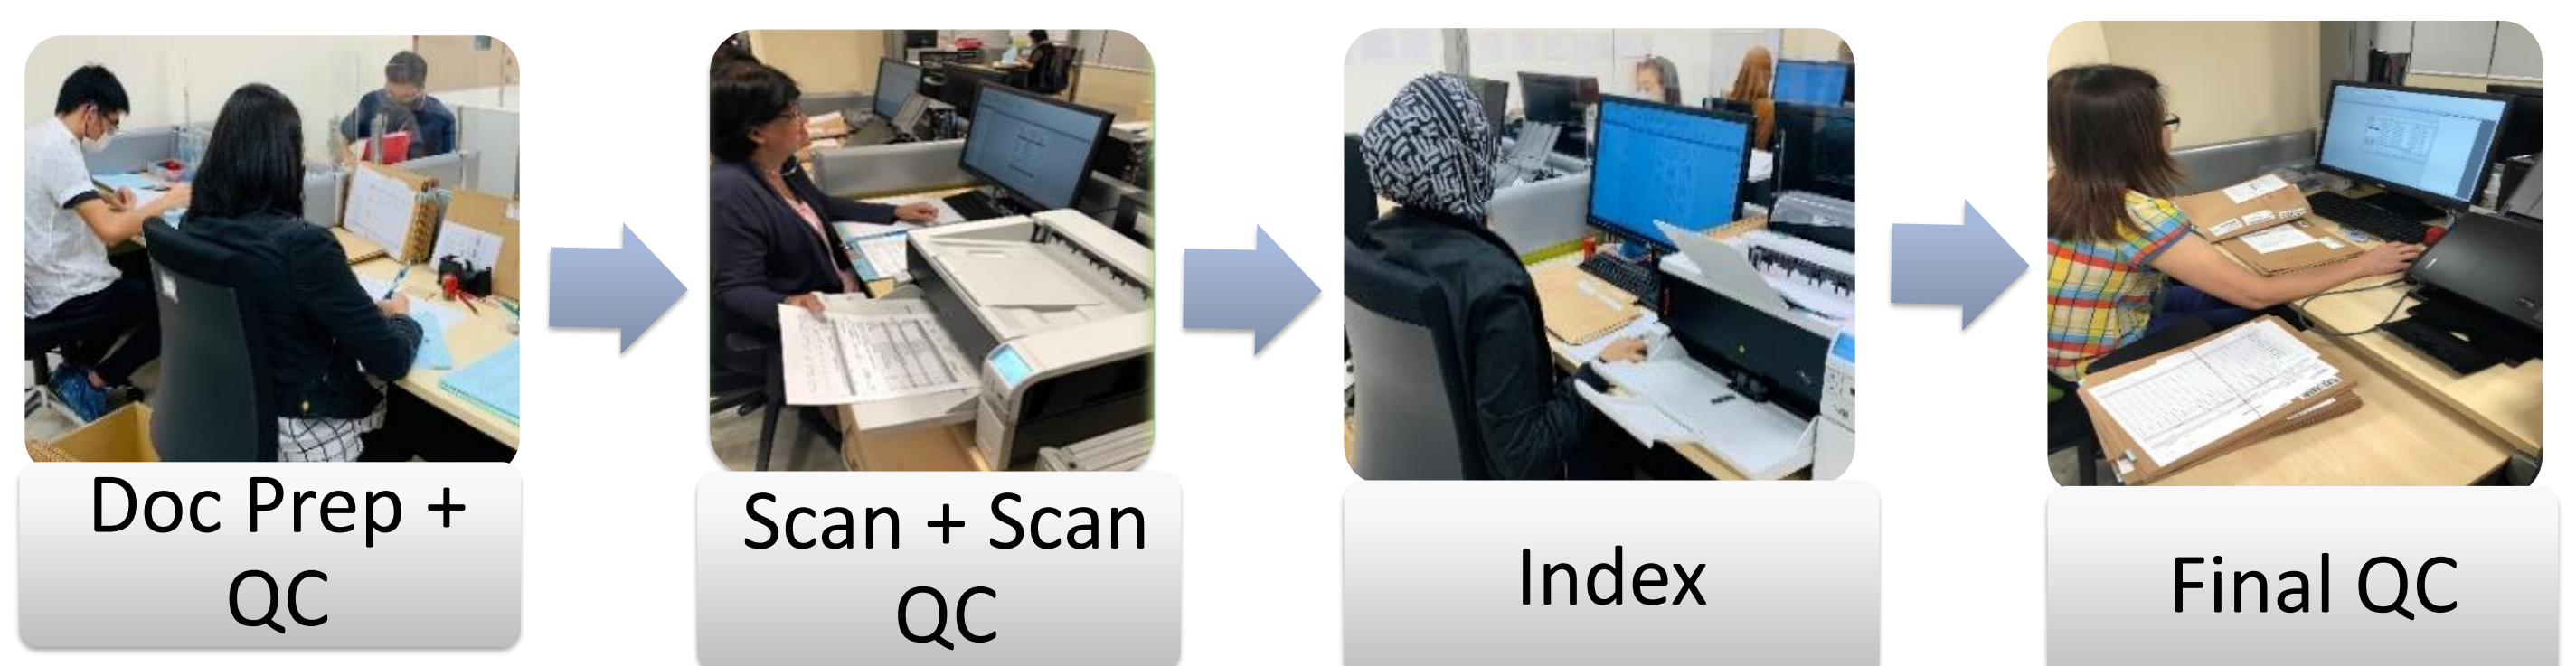 Doc Prep +
QC
Scan + Scan
QC
Index
Final QC